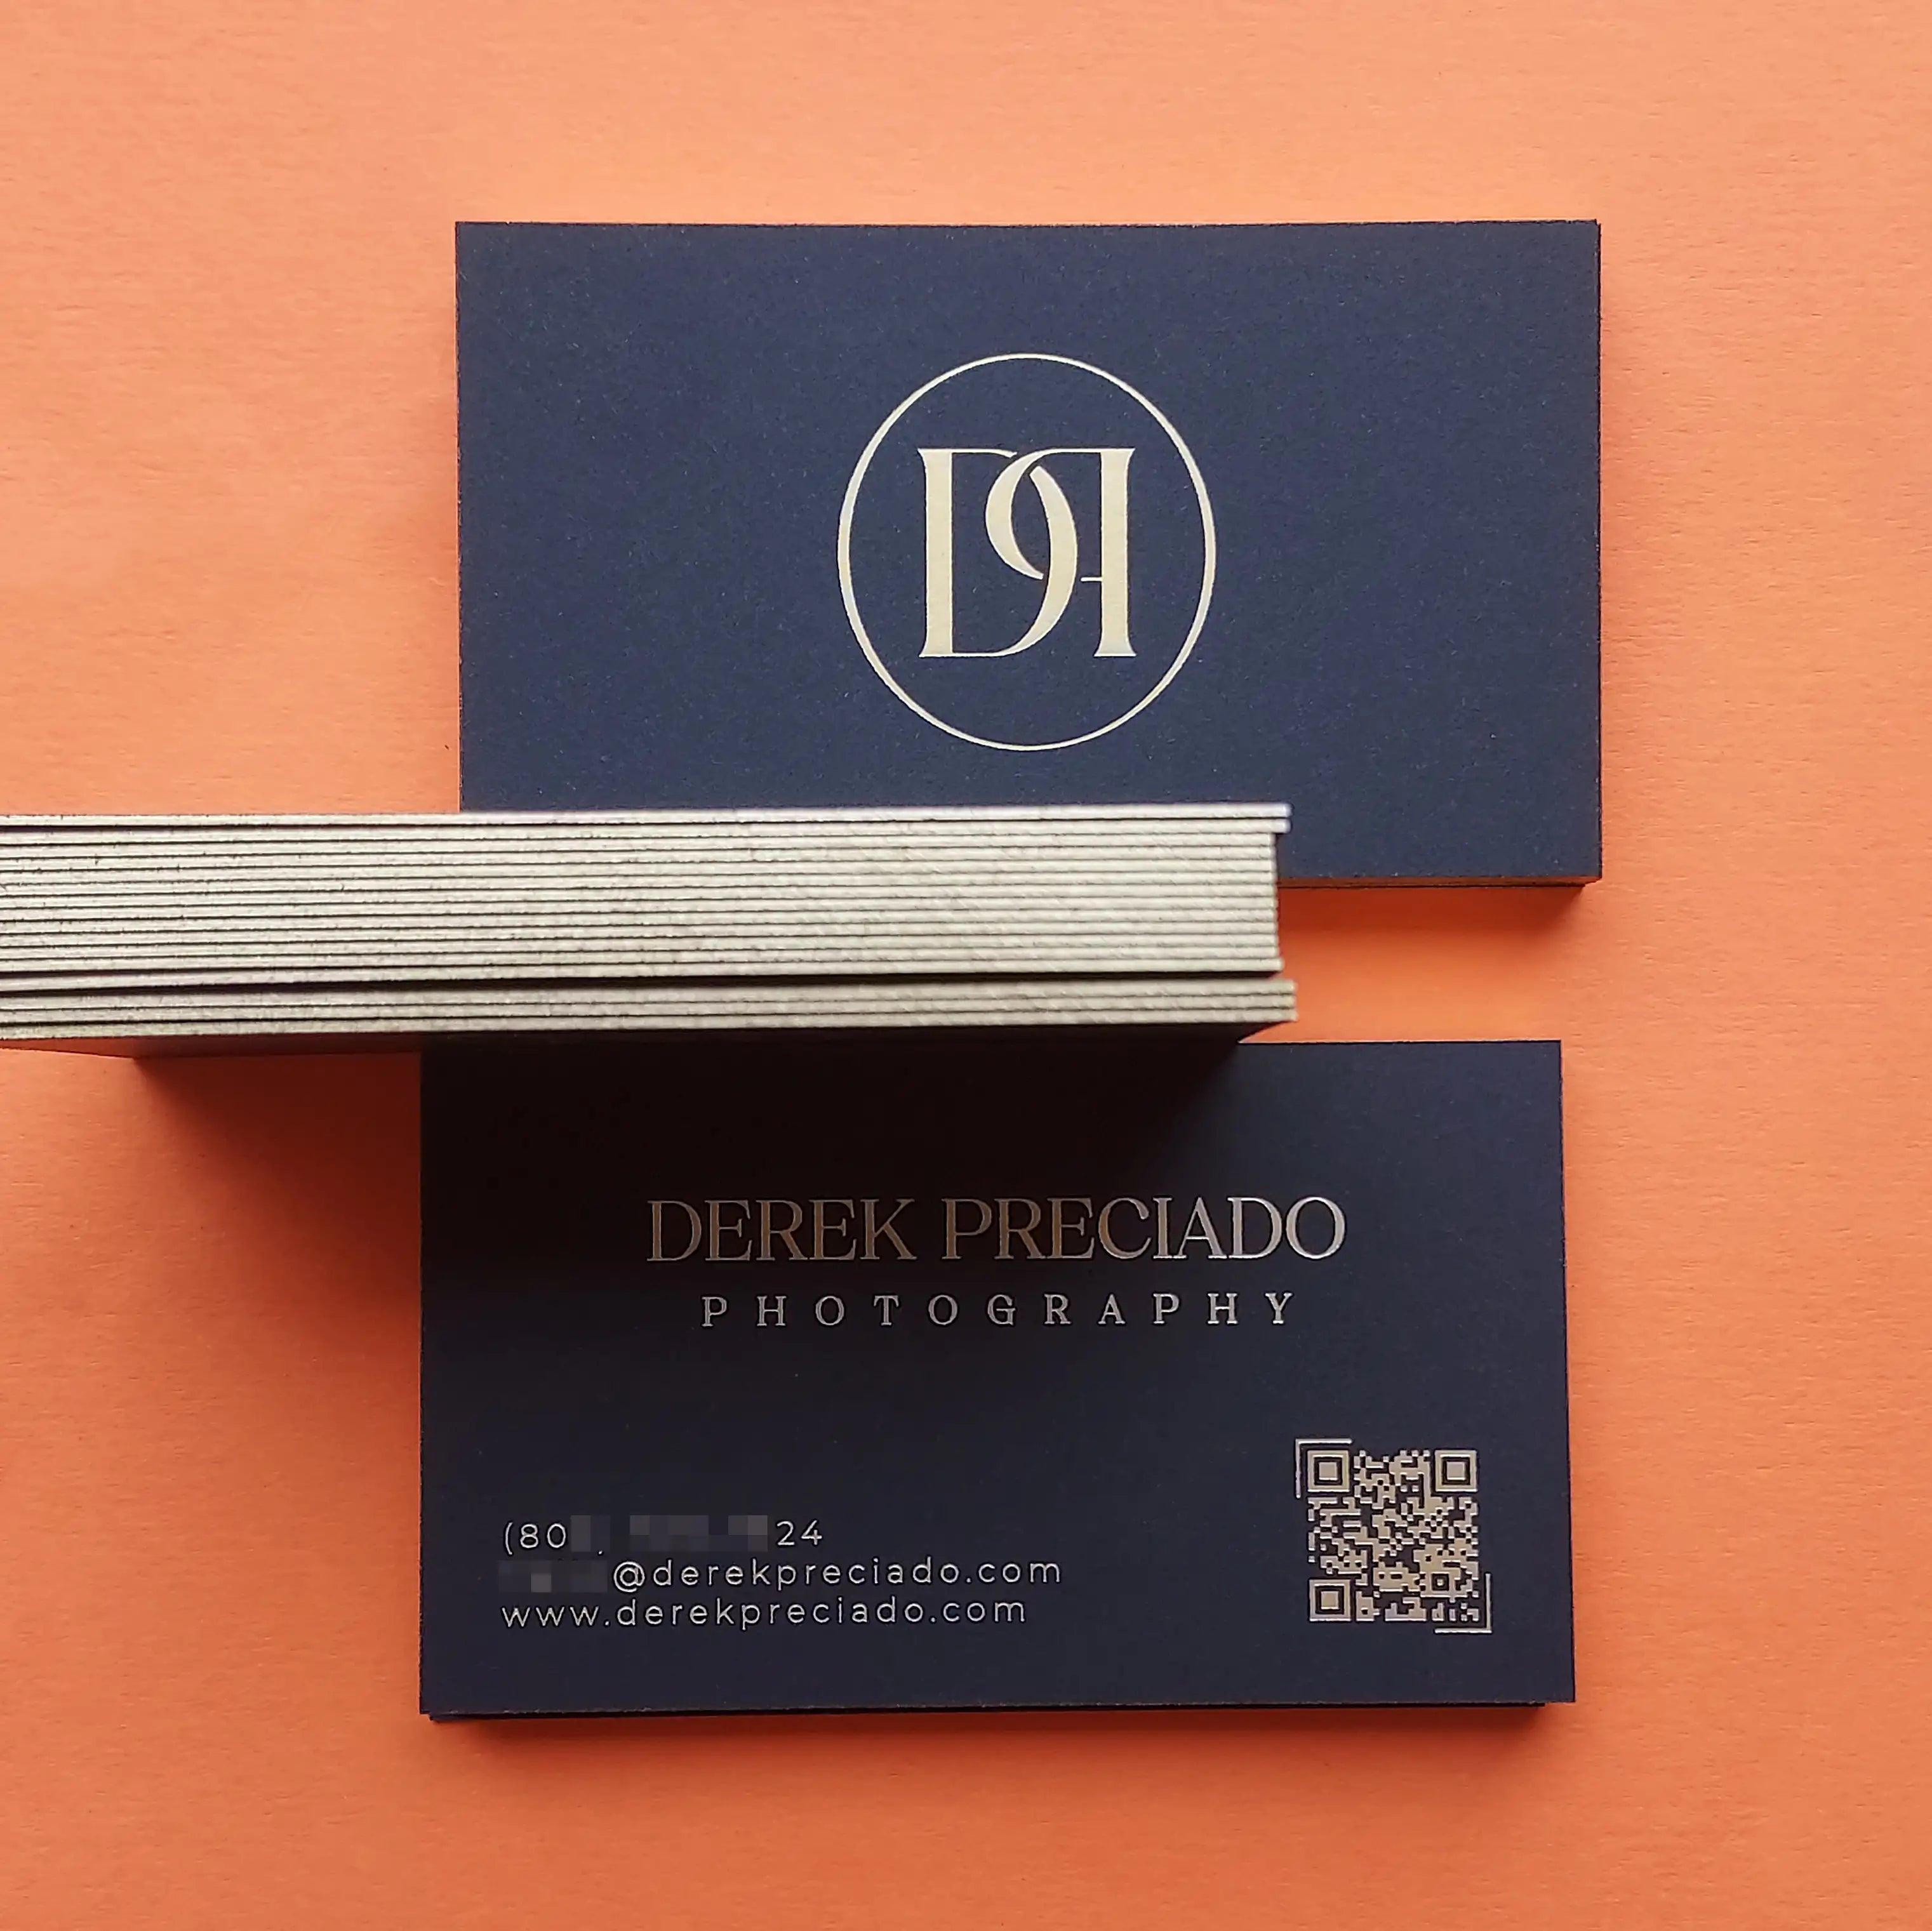 DP
DEREK PRECIADO
PHOTOGRAPHY
(80 24
@derekpreciado.com
www.derekpreciado.com